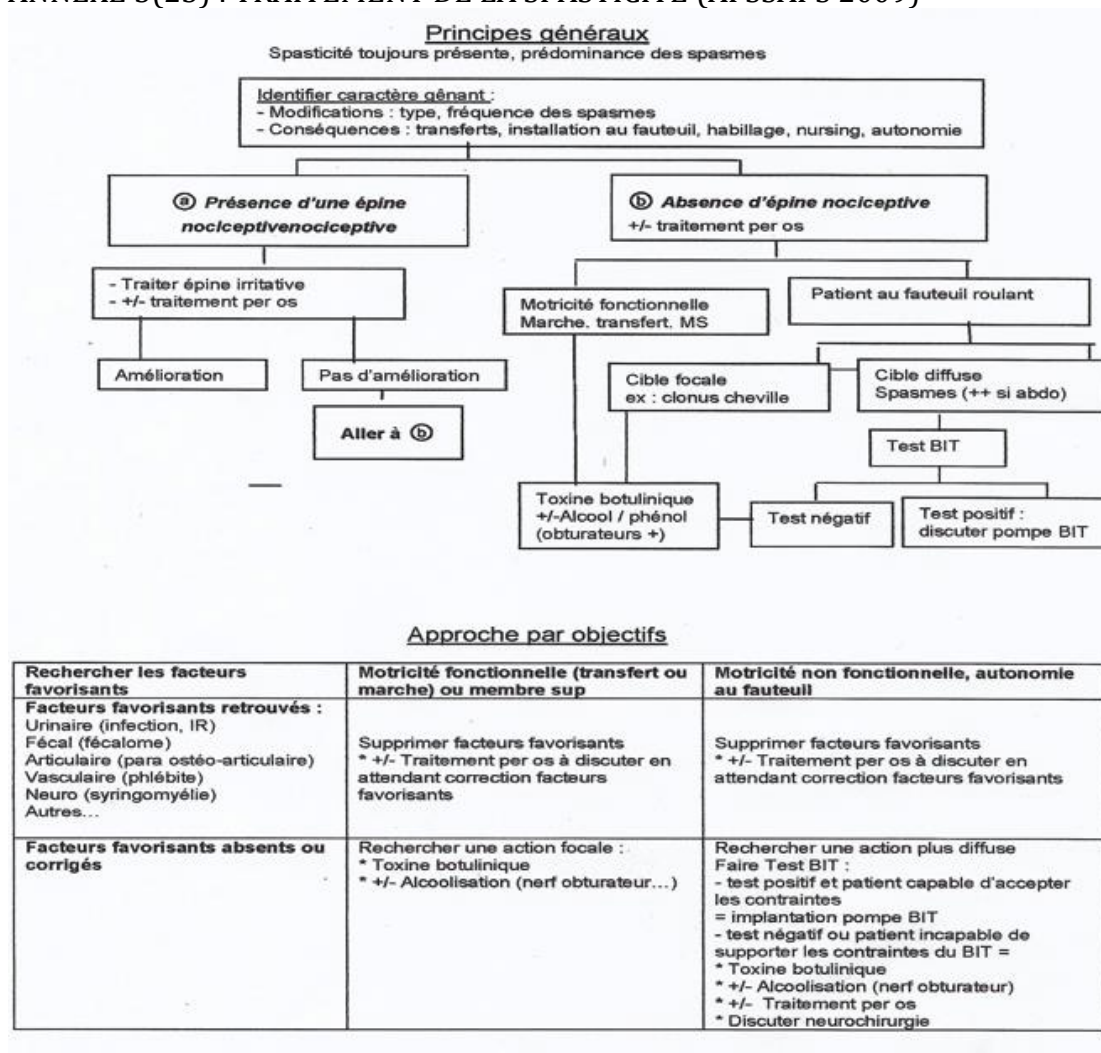 ANNEXE 3(23) : TRAITEMENT DE LA SPASTICITE (AFSSAPS 2009)
Principes généraux
Spasticité toujours présente, prédominance des spasmes
Identifier caractère gênant :
- Modifications : type, fréquence des spasmes
- Conséquences : transferts, installation au fauteuil, habillage, nursing, autonomie
ⓐ Présence d'une épine
nociceptivenociceptive
ⓑ Absence d'épine nociceptive
+/- traitement per os
- Traiter épine irritative
- +/- traitement per os
Motricité fonctionnelle
Marche. transfert. MS
Patient au fauteuil roulant
Amélioration
Pas d'amélioration
Cible focale
ex : clonus cheville
Cible diffuse
Spasmes (++ si abdo)
Aller à ⓑ
Test BIT
Toxine botulinique
+/-Alcool / phénol
(obturateurs +)
Test négatif
Test positif :
discuter pompe BIT
Approche par objectifs
Rechercher les facteurs
favorisants
Motricité fonctionnelle (transfert ou
marche) ou membre sup
Motricité non fonctionnelle, autonomie
au fauteuil
Facteurs favorisants retrouvés :
Urinaire (infection, IR)
Fécal (fécalome)
Articulaire (para ostéo-articulaire)
Vasculaire (phlébite)
Neuro (syringomyélie)
Autres...
Supprimer facteurs favorisants
* +/- Traitement per os à discuter en
attendant correction facteurs
favorisants
Supprimer facteurs favorisants
* +/- Traitement per os à discuter en
attendant correction facteurs favorisants
Facteurs favorisants absents ou
corrigés
Rechercher une action focale :
* Toxine botulinique
* +/- Alcoolisation (nerf obturateur...)
Rechercher une action plus diffuse
Faire Test BIT :
- test positif et patient capable d'accepter
les contraintes
= implantation pompe BIT
- test négatif ou patient incapable de
supporter les contraintes du BIT =
* Toxine botulinique
* +/- Alcoolisation (nerf obturateur)
* +/- Traitement per os
* Discuter neurochirurgie